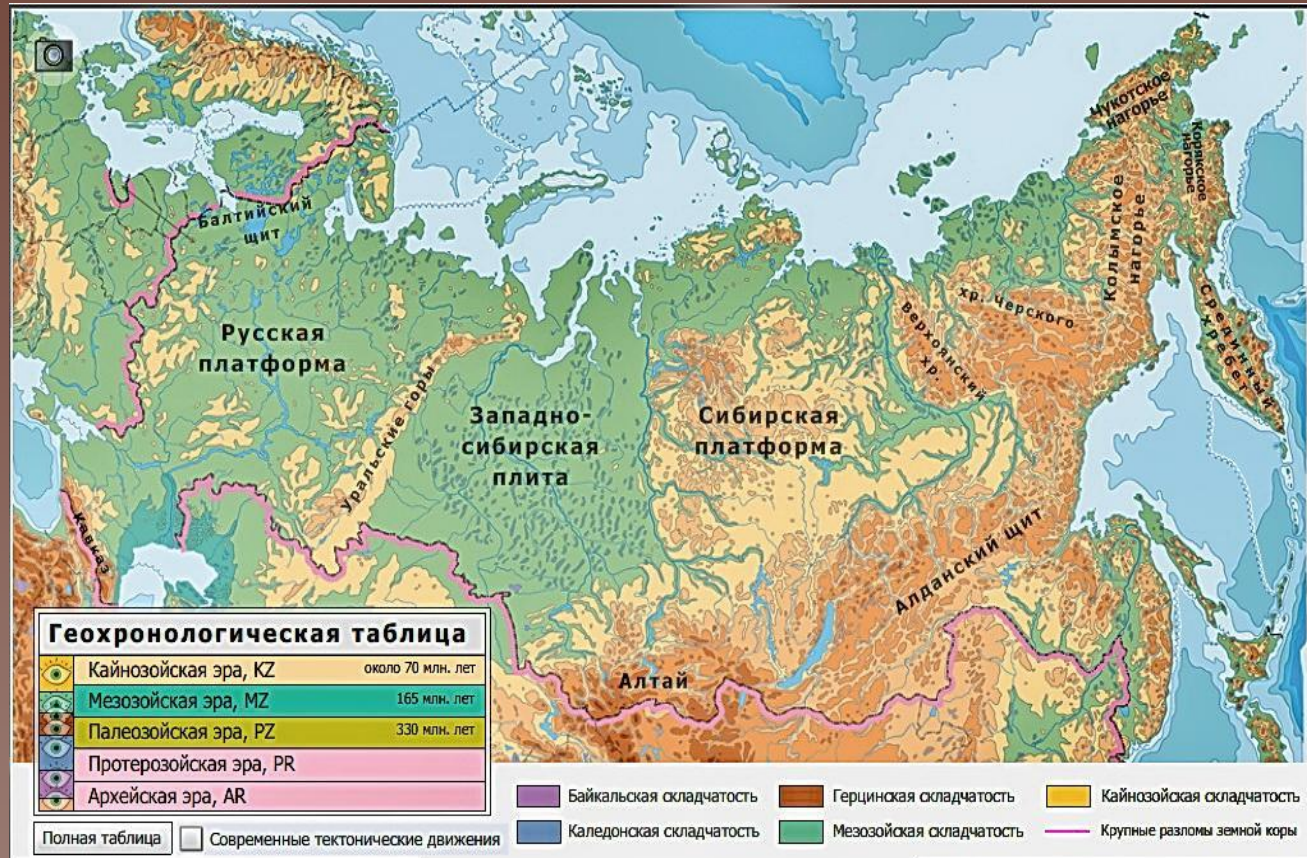 Чукотское
нагорье
Корякское
нагорье
Балтийский
щит
Колымское
нагорье
хр. Черского
Верхоянский
хр.
Срединный
хребет
Русская
платформа
Уральские горы
Западно-
сибирская
плита
Сибирская
платформа
Кавказ
Алданский щит
Алтай
Геохронологическая таблица
Кайнозойская эра, KZ около 70 млн. лет
Мезозойская эра, MZ 165 млн. лет
Палеозойская эра, PZ 330 млн. лет
Протерозойская эра, PR
Архейская эра, AR
Полная таблица
Современные тектонические движения
Байкальская складчатость
Каледонская складчатость
Герцинская складчатость
Мезозойская складчатость
Кайнозойская складчатость
Крупные разломы земной коры